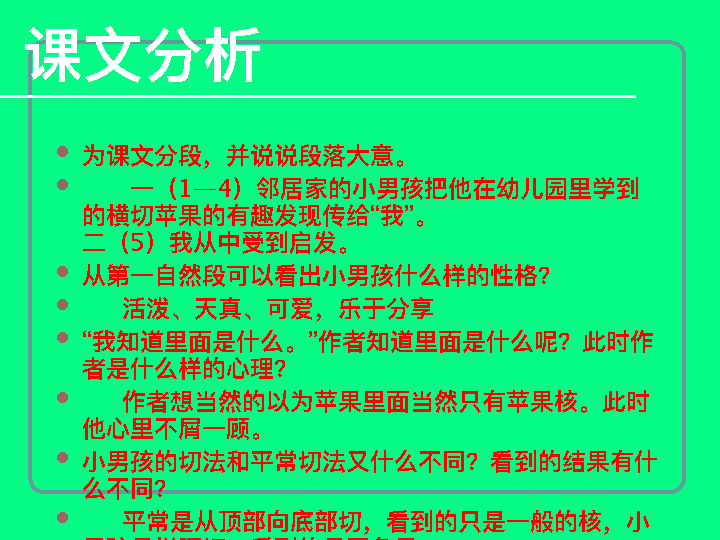 课文分析
为课文分段，并说说段落大意。
一（1—4）邻居家的小男孩把他在幼儿园里学到
的横切苹果的有趣发现传给“我”。
二（5）我从中受到启发。
从第一自然段可以看出小男孩什么样的性格？
活泼、天真、可爱，乐于分享
“我知道里面是什么。”作者知道里面是什么呢？此时作
者是什么样的心理？
作者想当然的以为苹果里面当然只有苹果核。此时
他心里不屑一顾。
小男孩的切法和平常切法又什么不同？看到的结果有什
么不同？
平常是从顶部向底部切，看到的只是一般的核，小